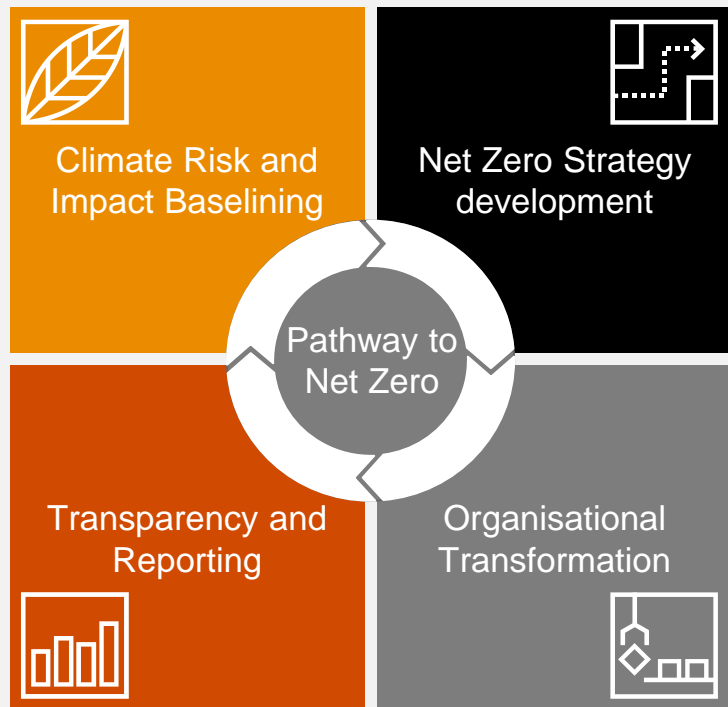 Climate Risk and
Impact Baselining
Net Zero Strategy
development
Pathway to
Net Zero
Transparency and
Reporting
Organisational
Transformation